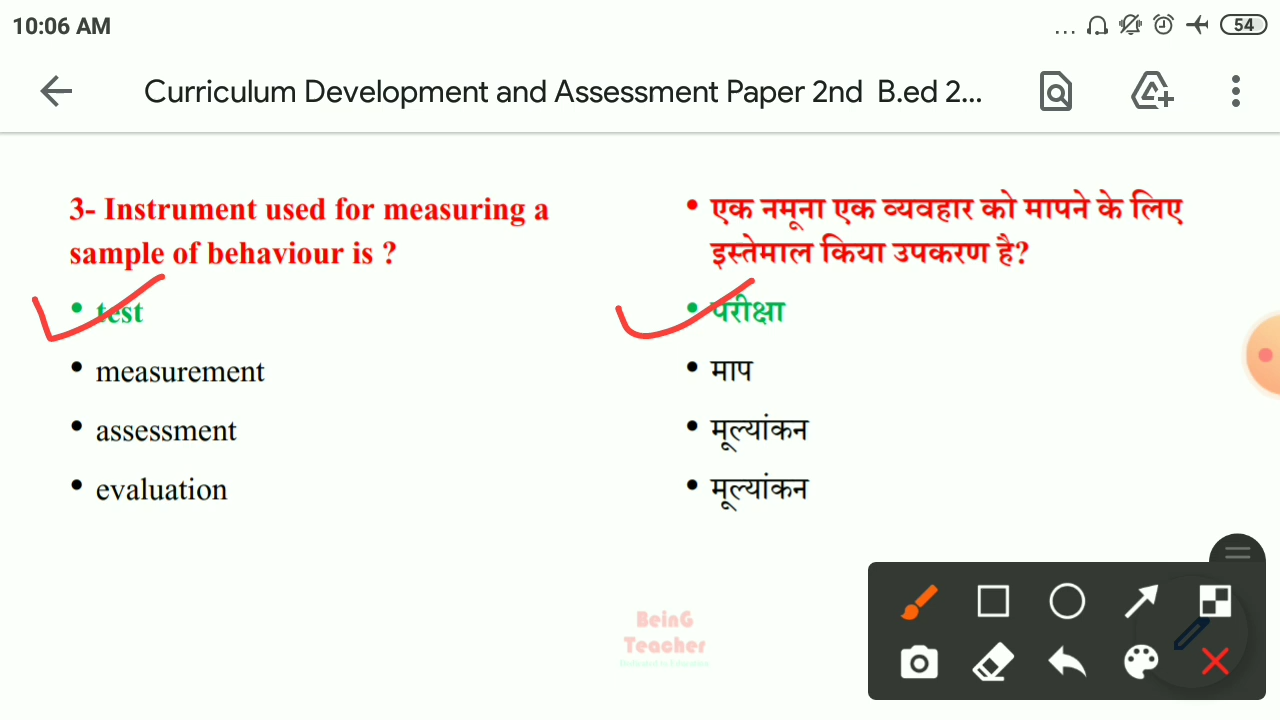 10:06 AM
... 54
Curriculum Development and Assessment Paper 2nd B.ed 2...
3- Instrument used for measuring a
sample of behaviour is ?
• test
• measurement
• assessment
• evaluation
• एक नमूना एक व्यवहार को मापने के लिए
इस्तेमाल किया उपकरण है?
• परीक्षा
• माप
• मूल्यांकन
• मूल्यांकन
BeinG
Teacher